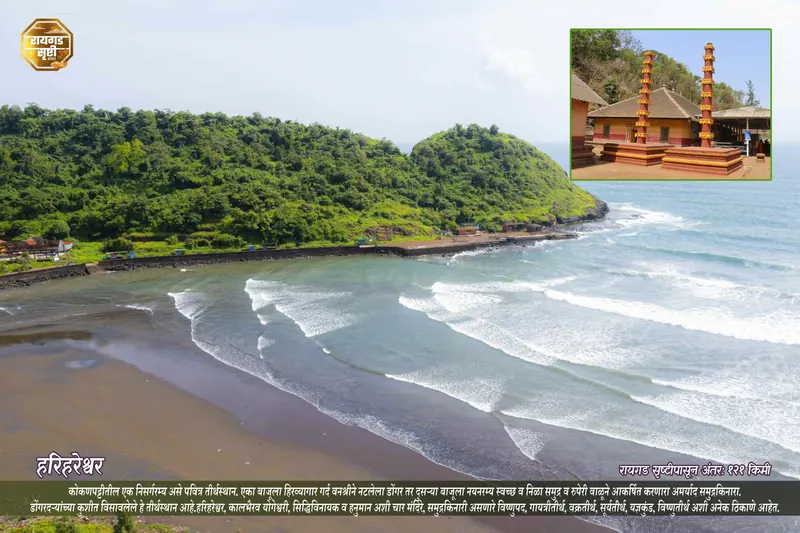 रायगड
सृष्टी
हरिहरेश्वर
रायगड सृष्टीपासून अंतर: १२१ किमी
कोकणपट्टीतील एक निसर्गरम्य असे पवित्र तीर्थस्थान. एका बाजूला हिरव्यागार गर्द वनश्रीने नटलेला डोंगर तर दुसऱ्या बाजूला नयनरम्य स्वच्छ व निळा समुद्र व रुपेरी वाळूने आकर्षित करणारा अमर्याद समुद्रकिनारा.
डोंगरदऱ्यांच्या कुशीत विसावलेले हे तीर्थस्थान आहे.हरिहरेश्वर, कालभैरव योगेश्वरी, सिद्धिविनायक व हनुमान अशी चार मंदिरे, समुद्रकिनारी असणारे विष्णुपद, गायत्रीतीर्थ, वक्रतीर्थ, सूर्यतीर्थ, यज्ञकुंड, विष्णुतीर्थ अशी अनेक ठिकाणे आहेत.